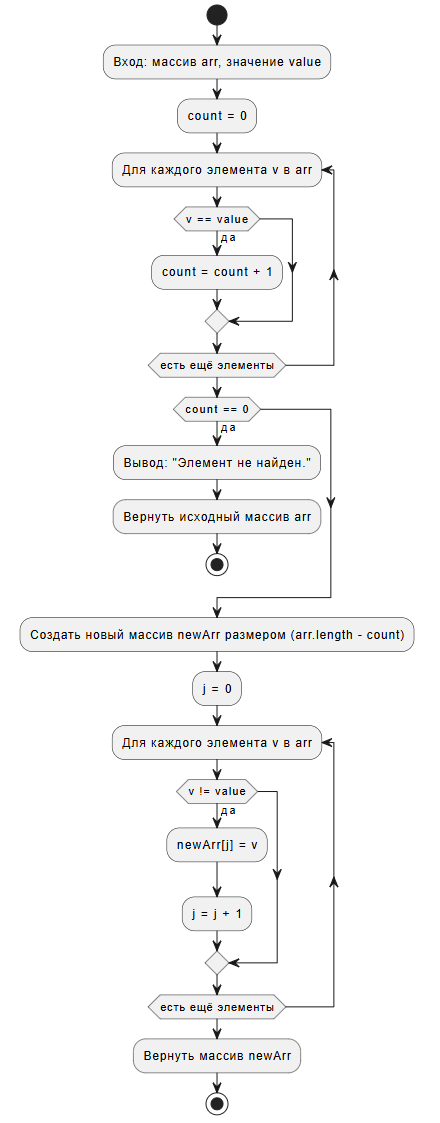 Вход: массив arr, значение value
count = 0
Для каждого элемента v в arr
v == value
да
count = count + 1
есть ещё элементы
count == 0
да
Вывод: "Элемент не найден."
Вернуть исходный массив arr
Создать новый массив newArr размером (arr.length - count)
j = 0
Для каждого элемента v в arr
v != value
да
newArr[j] = v
j = j + 1
есть ещё элементы
Вернуть массив newArr